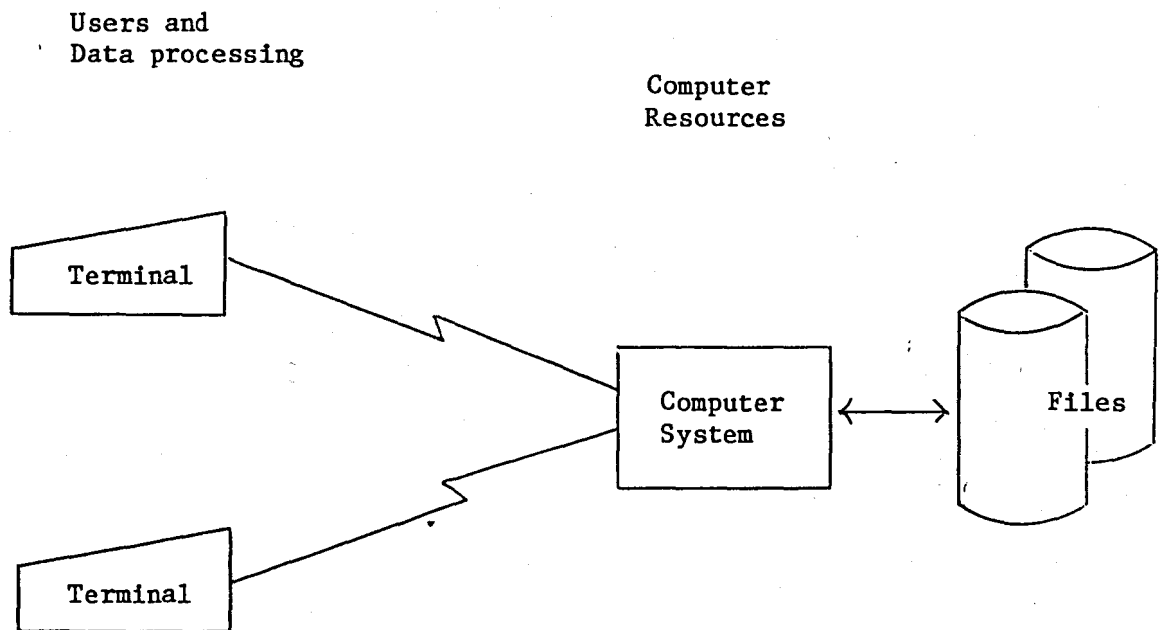 Users and
Data processing
Computer
Resources
Terminal
Computer
System
Files
Terminal